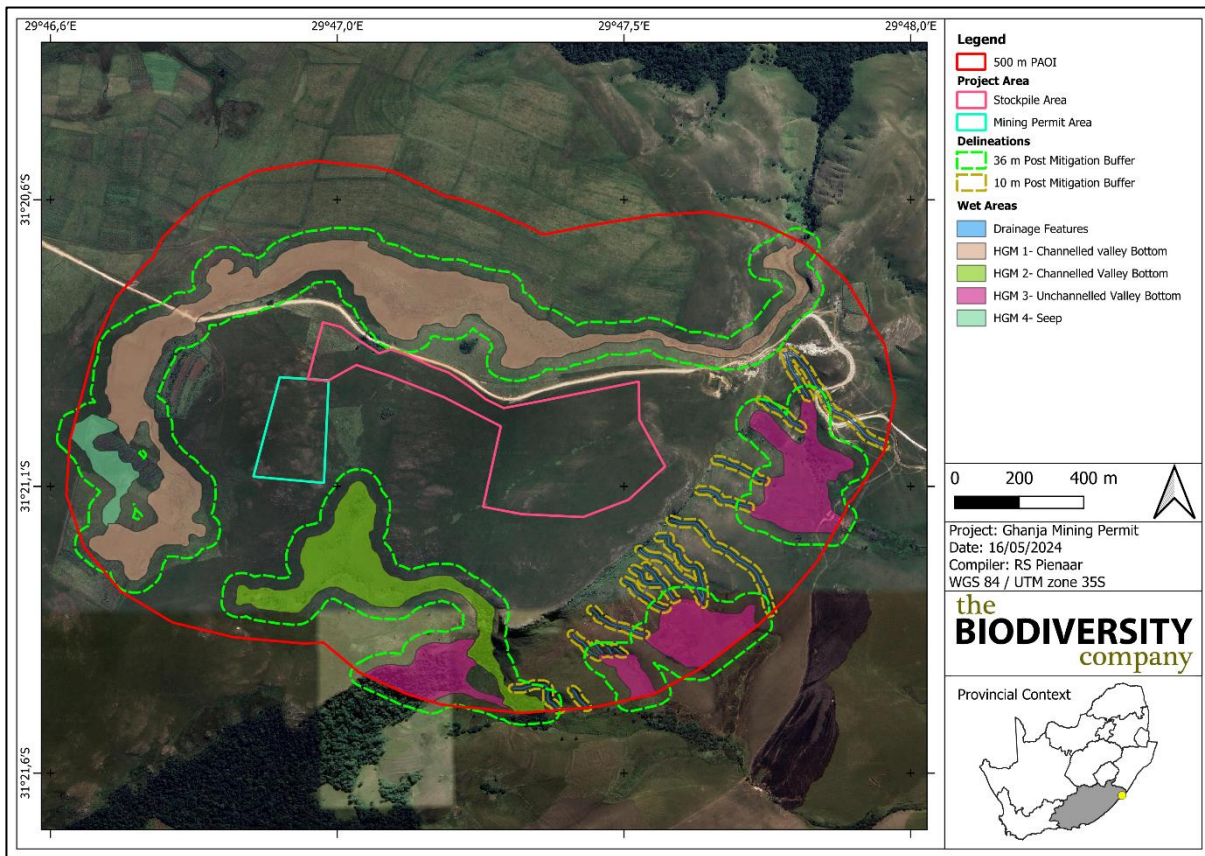 29°46,6'E
29°47,0'E
29°47,5'E
29°48,0'E
31°20,6'S
31°21,1'S
31°21,6'S
Legend
500 m PAOI
Project Area
Stockpile Area
Mining Permit Area
Delineations
36 m Post Mitigation Buffer
10 m Post Mitigation Buffer
Wet Areas
Drainage Features
HGM 1- Channelled valley Bottom
HGM 2- Channelled Valley Bottom
HGM 3- Unchannelled Valley Bottom
HGM 4- Seep
0 200 400 m
Project: Ghanja Mining Permit
Date: 16/05/2024
Compiler: RS Pienaar
WGS 84 / UTM zone 35S
the
BIODIVERSITY
company
Provincial Context